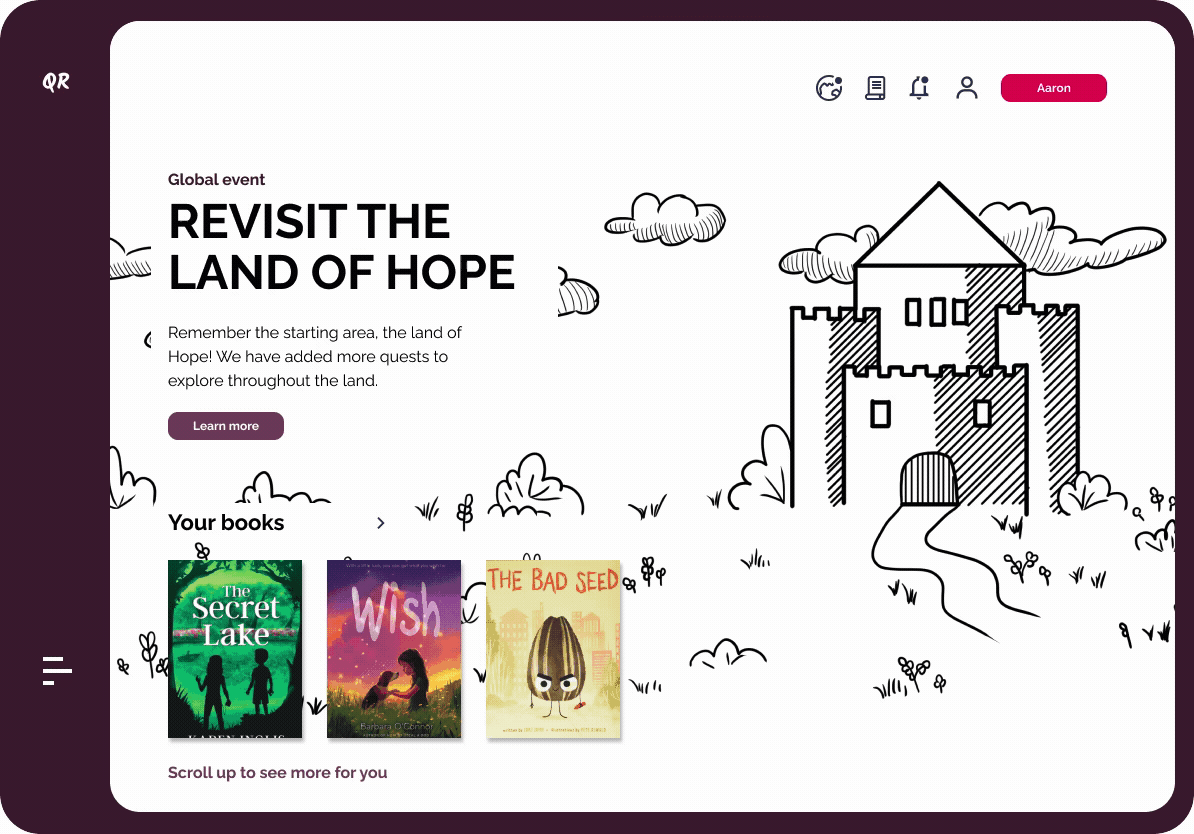 QR
Aaron
Global event
REVISIT THE
LAND OF HOPE
Remember the starting area, the land of
Hope! We have added more quests to
explore throughout the land.
Learn more
Your books
The
Secret
Lake
KAREN INGLIS
Wish
Barbara O'Connor
THE BAD SEED
Scroll up to see more for you